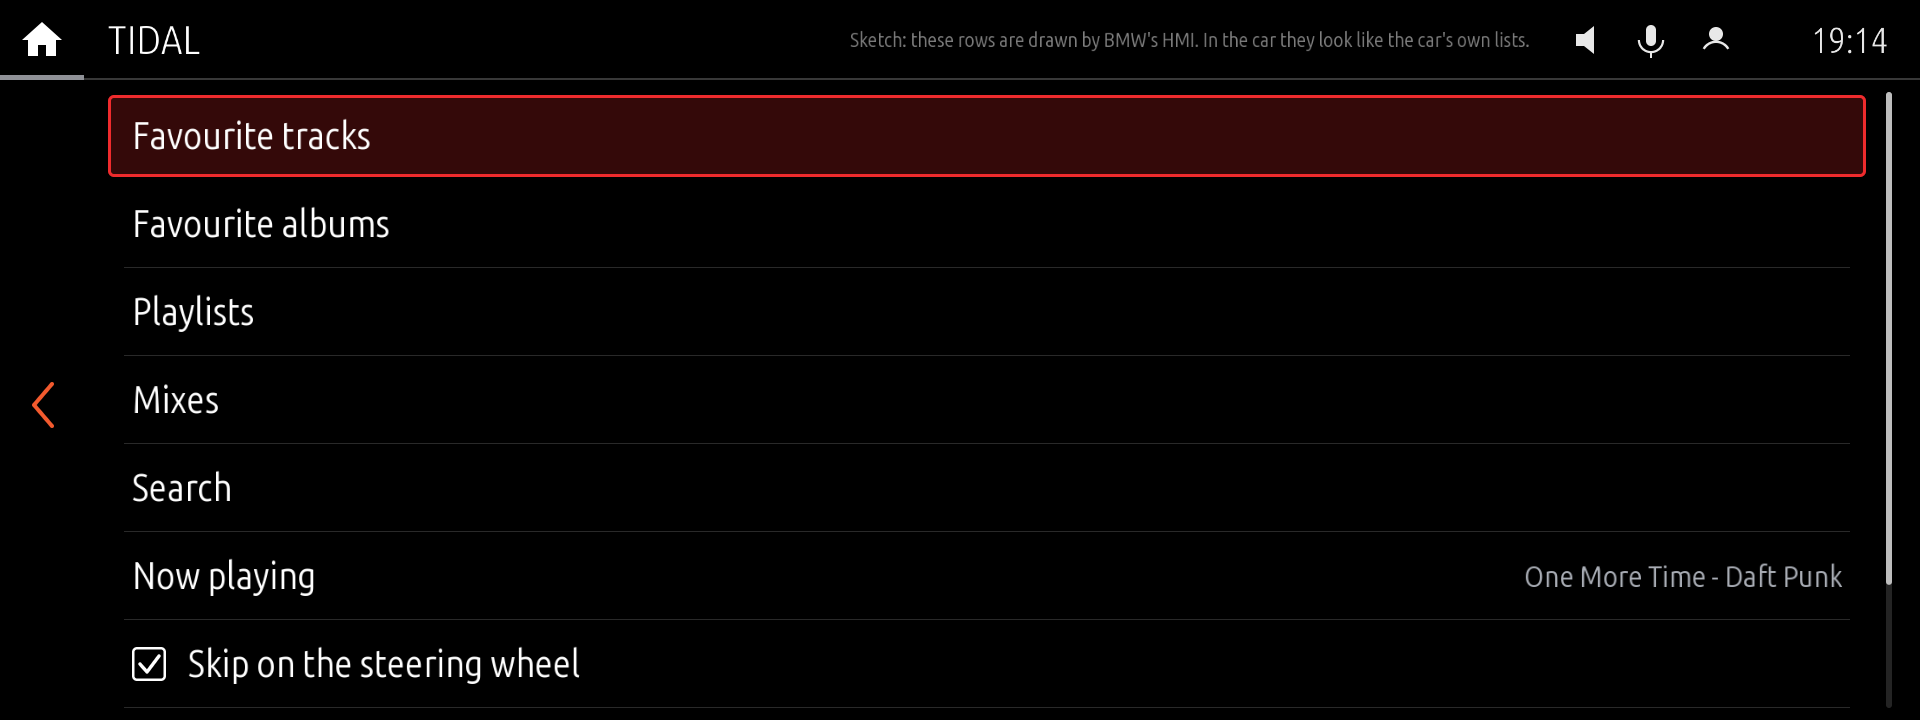 TIDAL
Sketch: these rows are drawn by BMW's HMI. In the car they look like the car's own lists.
19:14
Favourite tracks
Favourite albums
Playlists
Mixes
Search
Now playing
One More Time - Daft Punk
Skip on the steering wheel